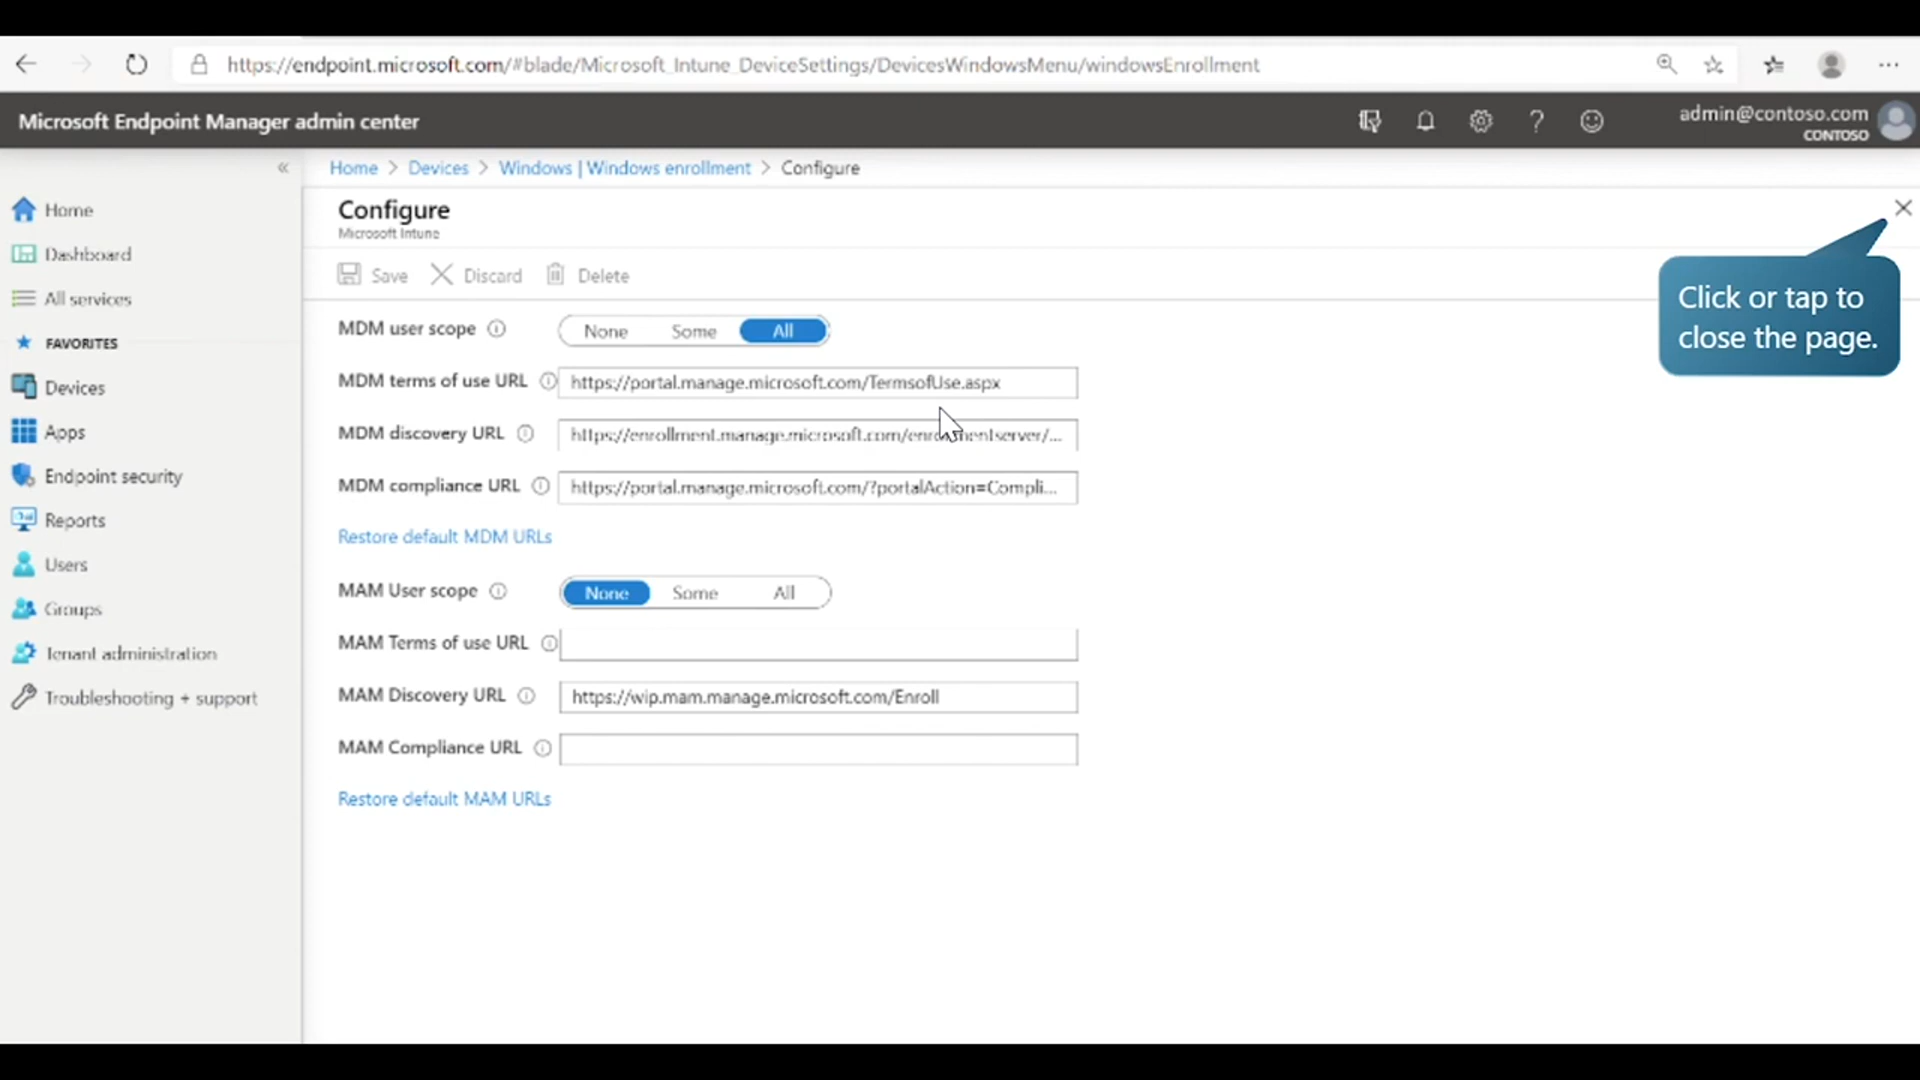 https://endpoint.microsoft.com/#blade/Microsoft_Intune_DeviceSettings/DevicesWindowsMenu/windowsEnrollment
Microsoft Endpoint Manager admin center
admin@contoso.com
CONTOSO
Home > Devices > Windows | Windows enrollment > Configure
Configure
Microsoft Intune
Save
Discard
Delete
Click or tap to
close the page.
Home
Dashboard
All services
FAVORITES
Devices
Apps
Endpoint security
Reports
Users
Groups
Tenant administration
Troubleshooting + support
MDM user scope
None Some All
MDM terms of use URL
https://portal.manage.microsoft.com/TermsofUse.aspx
MDM discovery URL
https://enrollment.manage.microsoft.com/enrollmentserver/...
MDM compliance URL
https://portal.manage.microsoft.com/?portalAction=Compli...
Restore default MDM URLs
MAM User scope
None Some All
MAM Terms of use URL
MAM Discovery URL
https://wip.mam.manage.microsoft.com/Enroll
MAM Compliance URL
Restore default MAM URLs